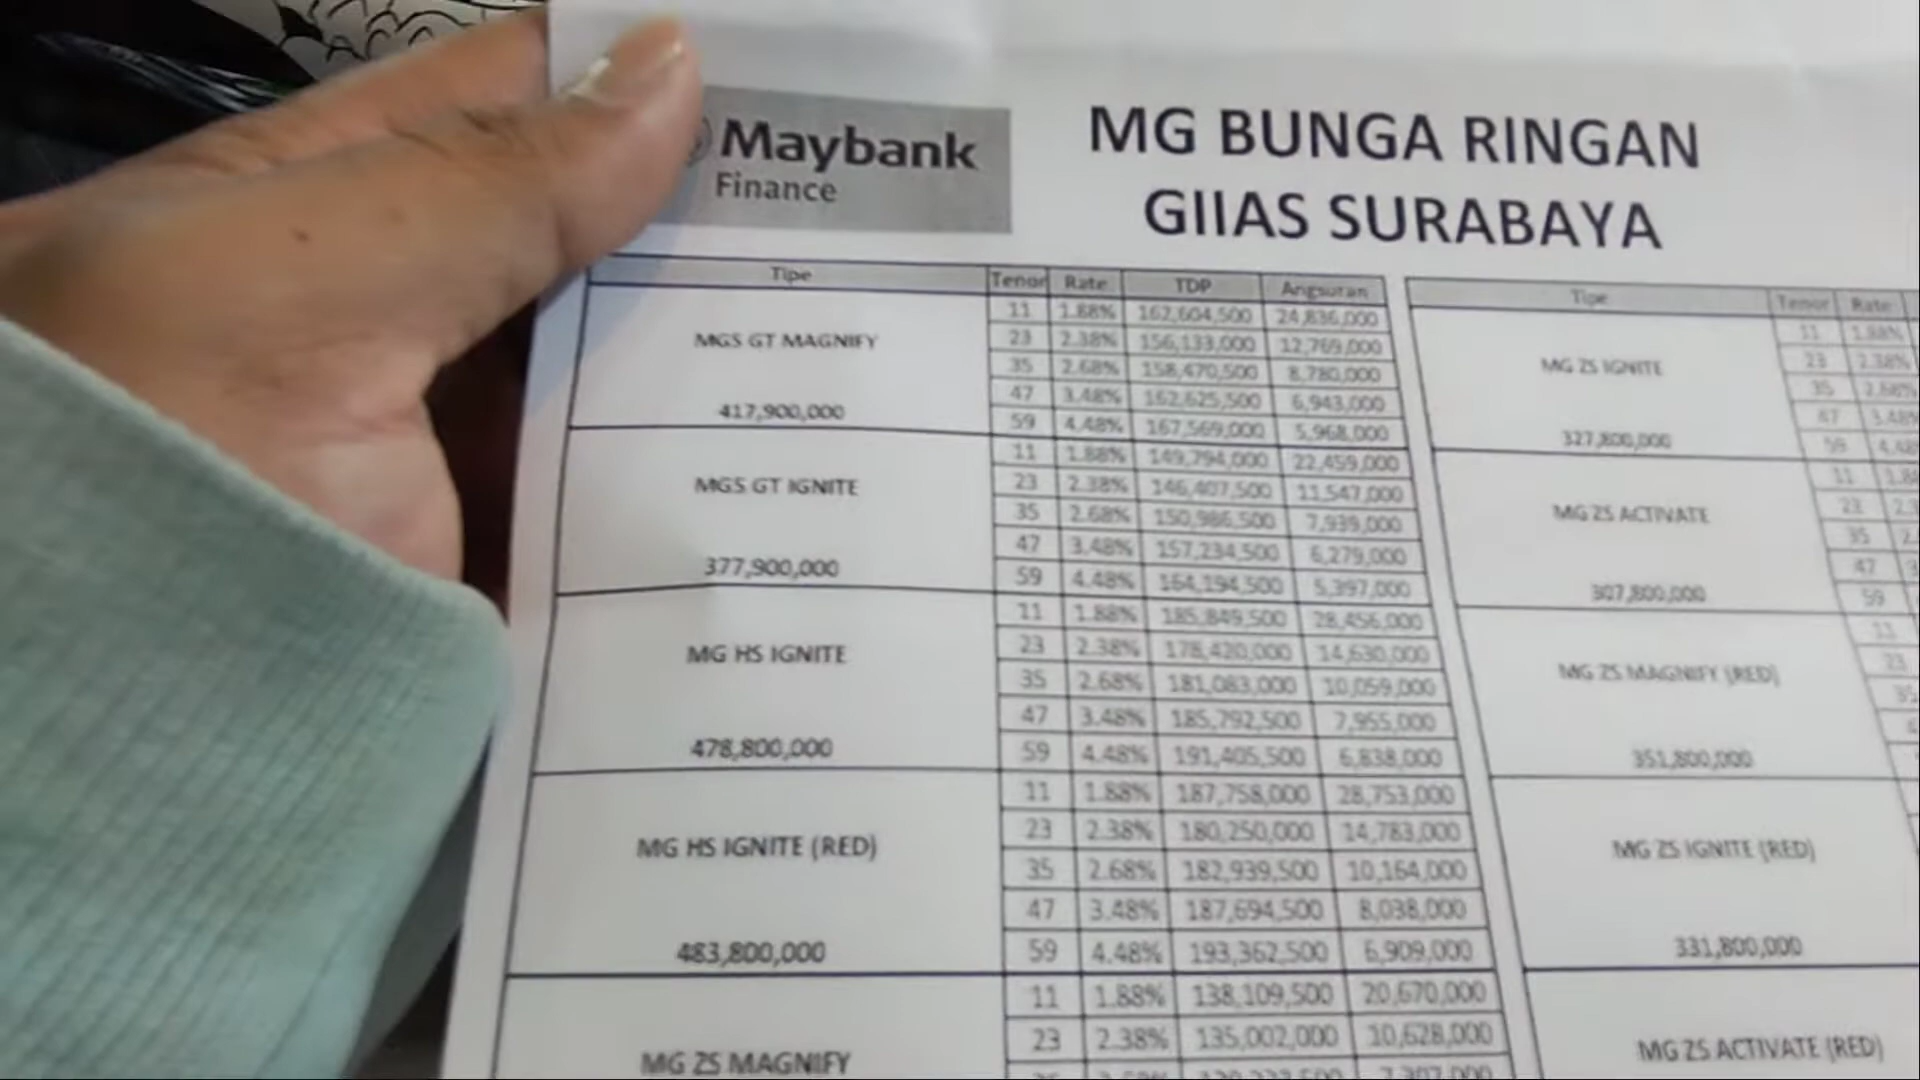 Maybank
Finance
MG BUNGA RINGAN
GIIAS SURABAYA
Tipe Tenor Rate TDP Angsuran
MG5 GT MAGNIFY
417,900,000
11 1.88% 162,604,500 24,836,000
23 2.38% 156,133,000 12,769,000
35 2.68% 158,470,500 8,780,000
47 3.48% 162,625,500 6,943,000
59 4.48% 167,569,000 5,968,000
MG5 GT IGNITE
377,900,000
11 1.88% 149,794,000 22,459,000
23 2.38% 146,407,500 11,547,000
35 2.68% 150,986,500 7,939,000
47 3.48% 157,234,500 6,279,000
59 4.48% 164,194,500 5,397,000
MG HS IGNITE
478,800,000
11 1.88% 185,849,500 28,456,000
23 2.38% 178,420,000 14,630,000
35 2.68% 181,083,000 10,059,000
47 3.48% 185,792,500 7,955,000
59 4.48% 191,405,500 6,838,000
MG HS IGNITE (RED)
483,800,000
11 1.88% 187,758,000 28,753,000
23 2.38% 180,250,000 14,783,000
35 2.68% 182,939,500 10,164,000
47 3.48% 187,694,500 8,038,000
59 4.48% 193,362,500 6,909,000
MG ZS MAGNIFY
11 1.88% 138,109,500 20,670,000
23 2.38% 135,002,000 10,628,000
Tipe Tenor Rate
MG ZS IGNITE
327,800,000
11 1.88%
23 2.38%
35
47
59
MG ZS ACTIVATE
307,800,000
11
23
35
47
59
MG ZS MAGNIFY (RED)
351,800,000
11
23
MG ZS IGNITE (RED)
331,800,000
MG ZS ACTIVATE (RED)